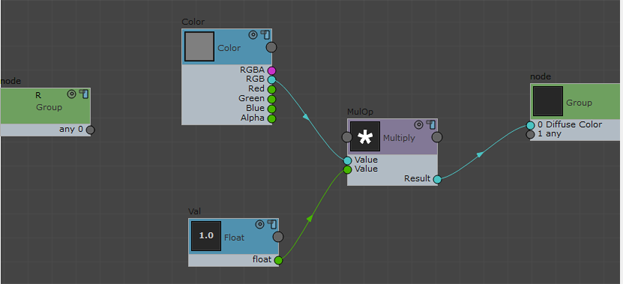 Color
Color
RGBA
RGB
Red
Green
Blue
Alpha
node
R
Group
any 0
MulOp
*
Multiply
Value
Value
Result
node
Group
0 Diffuse Color
1 any
Val
1.0
Float
float